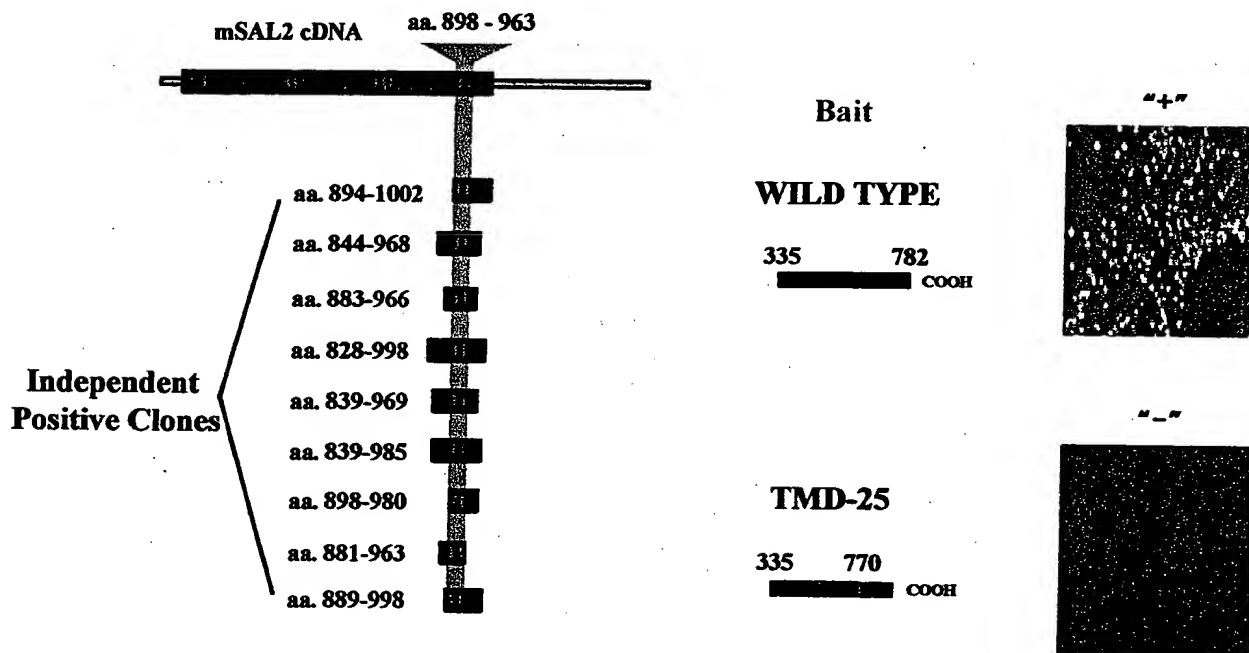 mSAL2 cDNA
aa. 898 - 963
aa. 894-1002
aa. 844-968
aa. 883-966
aa. 828-998
aa. 839-969
aa. 839-985
aa. 898-980
aa. 881-963
aa. 889-998
Independent
Positive Clones
Bait
WILD TYPE
335 782
COOH
TMD-25
335 770
COOH
"+"
"–"